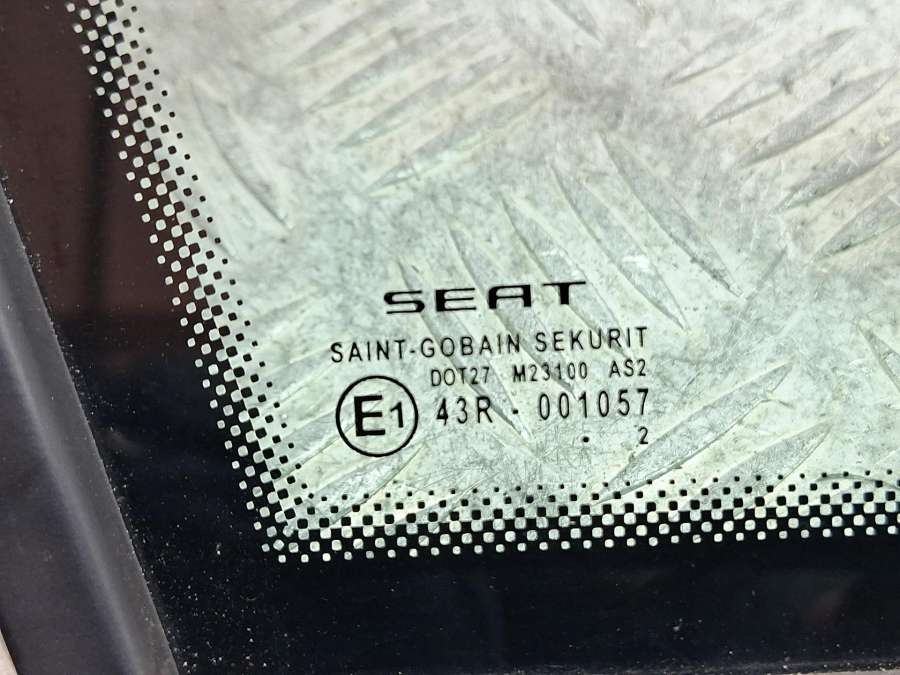 SEAT
SAINT-GOBAIN SEKURIT
DOT27 M23100 AS2
E1 43R - 001057
. 2